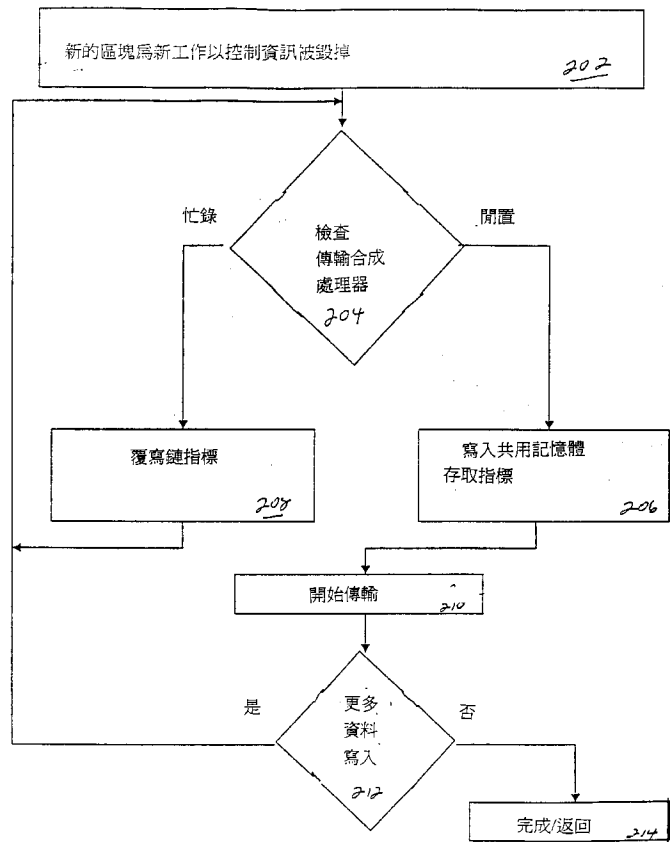 新的區塊爲新工作以控制資訊被毀掉
202
忙錄
閒置
檢查
傳輸合成
處理器
204
覆寫鏈指標
208
寫入共用記憶體
存取指標
206
開始傳輸
210
是
否
更多
資料
寫入
212
完成/返回
214